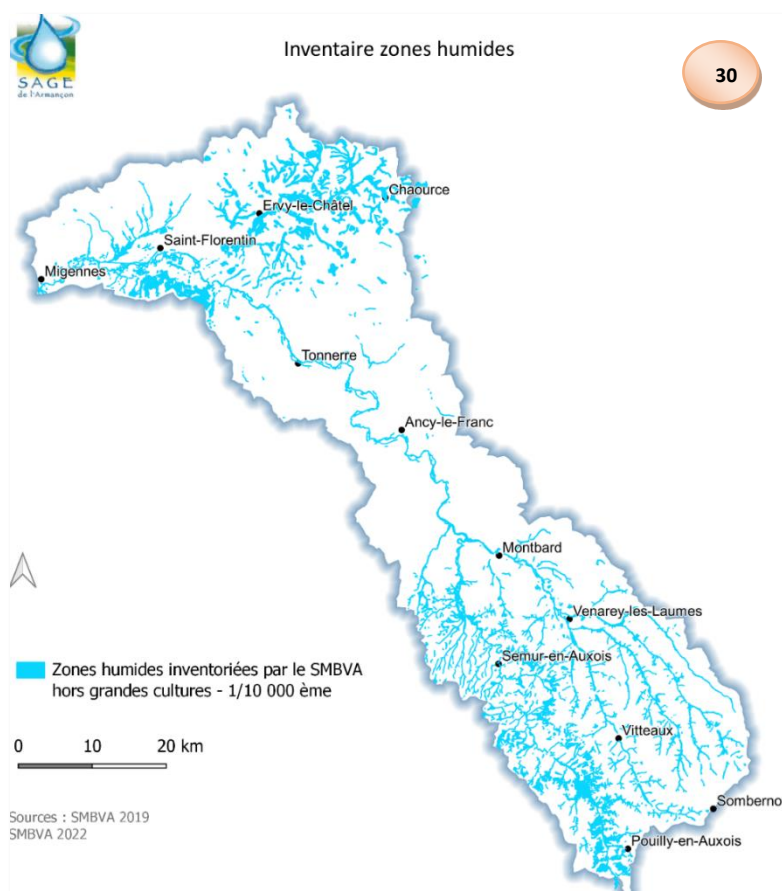 SAGE
de l'Armançon
Inventaire zones humides
30
Chaource
Ervy-le-Châtel
Saint-Florentin
Migennes
Tonnerre
Ancy-le-Franc
Montbard
Venarey-les-Laumes
Semur-en-Auxois
Zones humides inventoriées par le SMBVA
hors grandes cultures - 1/10 000 ème
Vitteaux
0 10 20 km
Somberno
Sources : SMBVA 2019
SMBVA 2022
Pouilly-en-Auxois